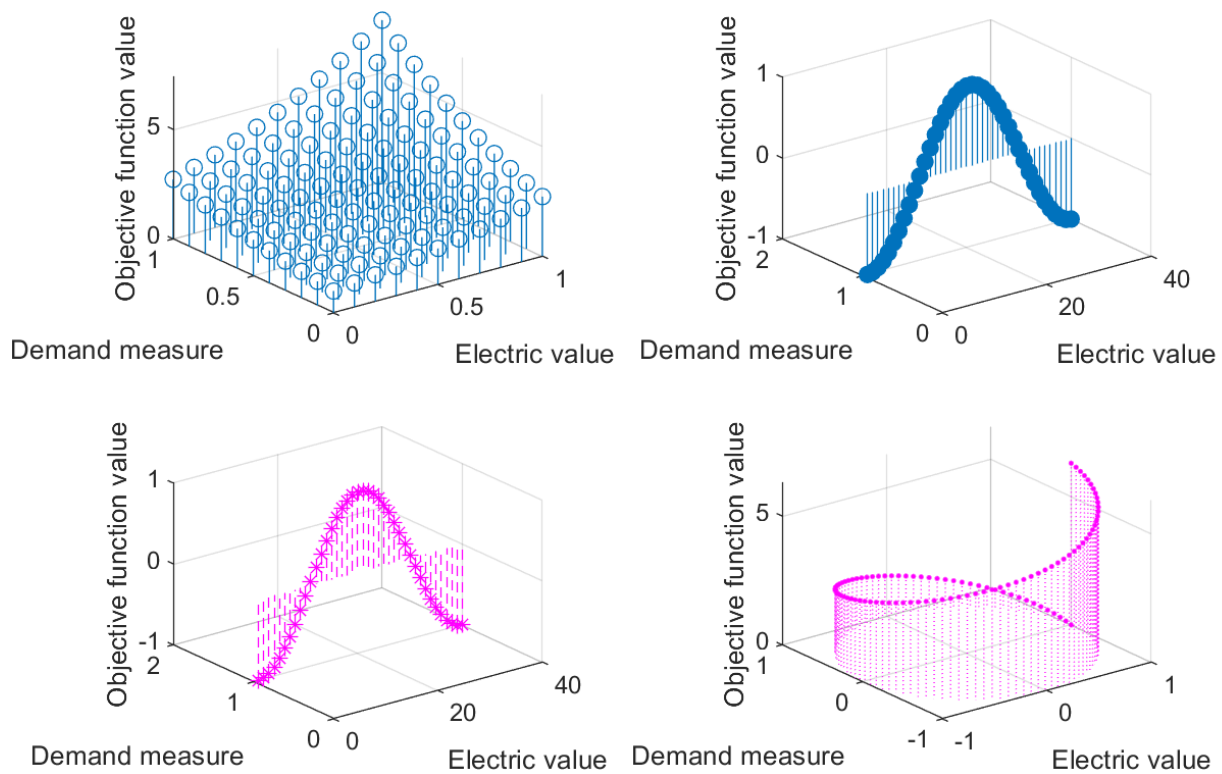 Objective function value
5
0
1
0.5
0
0
0.5
1
Demand measure
Electric value
Objective function value
1
0
-1
2
1
0
0
20
40
Demand measure
Electric value
Objective function value
1
0
-1
2
1
0
0
20
40
Demand measure
Electric value
Objective function value
5
0
1
0
-1
-1
0
1
Demand measure
Electric value